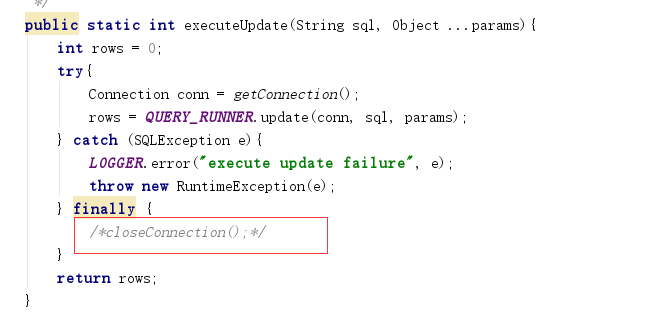 */
public static int executeUpdate(String sql, Object ...params){
int rows = 0;
try{
Connection conn = getConnection();
rows = QUERY_RUNNER.update(conn, sql, params);
} catch (SQLException e){
LOGGER.error("execute update failure", e);
throw new RuntimeException(e);
} finally {
/*closeConnection();*/
}
return rows;
}